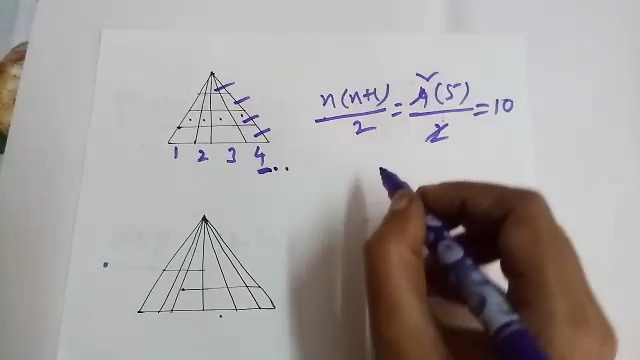 n(n+1)/2 = 4(5)/2 = 10
1 2 3 4